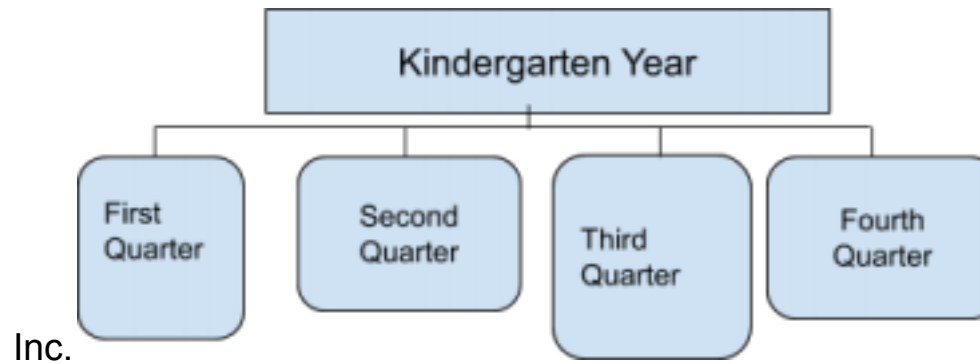 Kindergarten Year
First
Quarter
Second
Quarter
Third
Quarter
Fourth
Quarter
Inc.